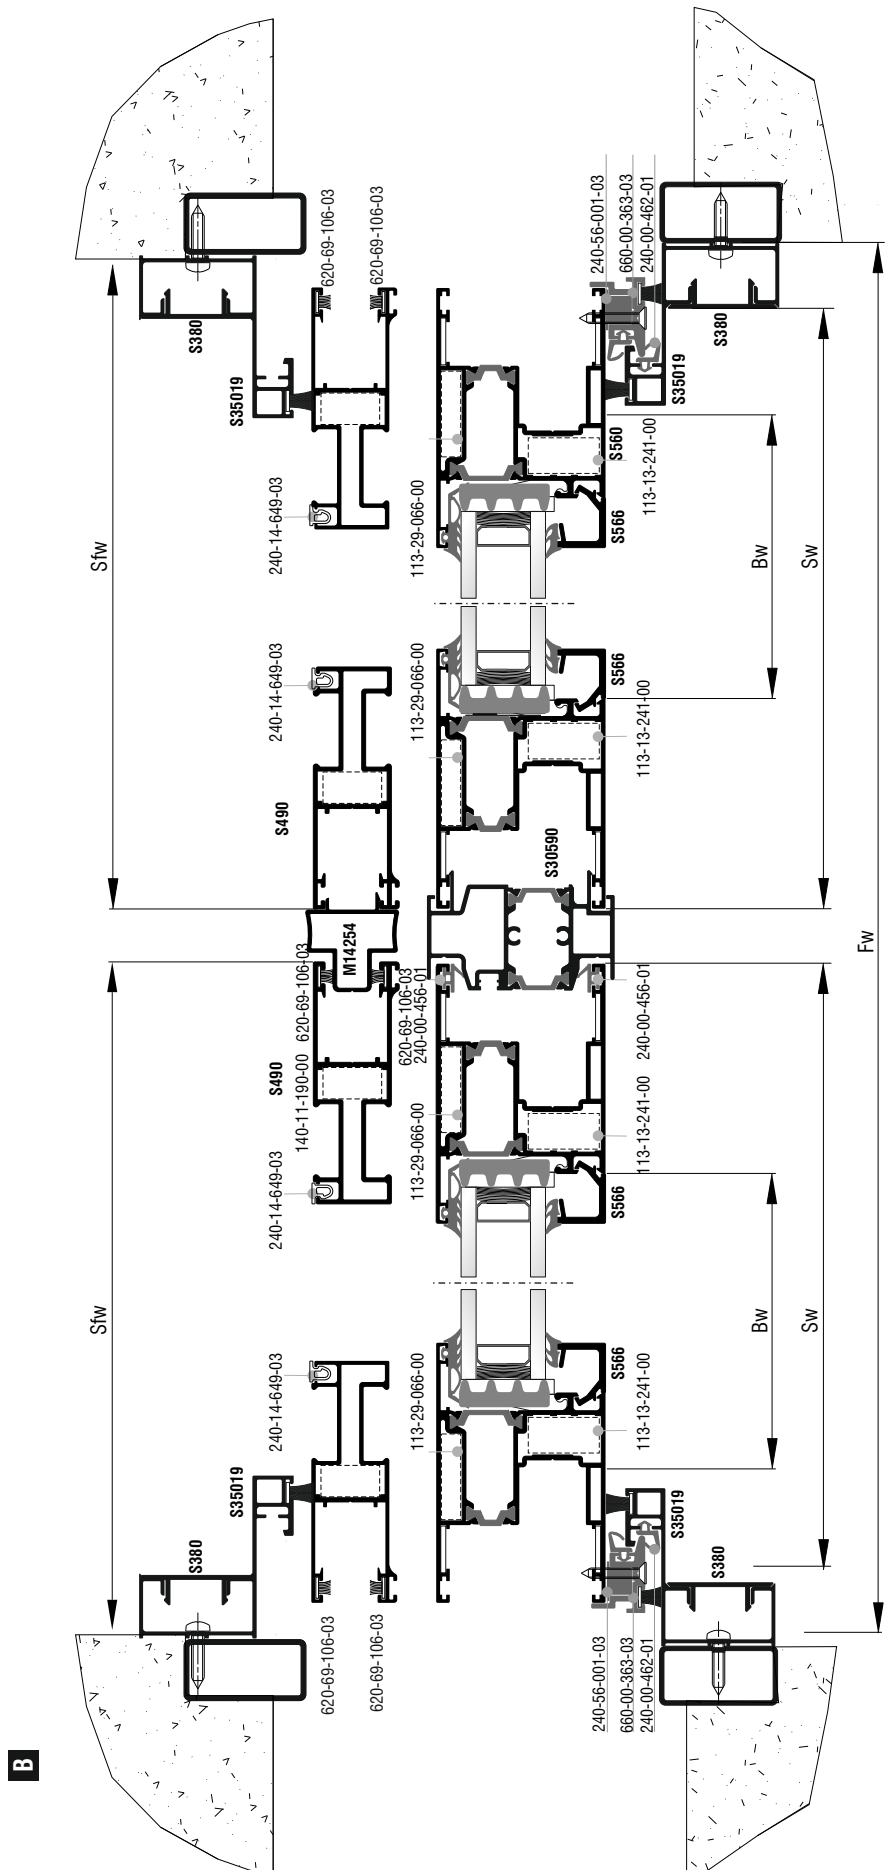 B
Sfw
Sfw
S380
S380
S35019
S35019
620-69-106-03
620-69-106-03
620-69-106-03
620-69-106-03
240-14-649-03
240-14-649-03
240-14-649-03
240-14-649-03
S490
S490
140-11-190-00
620-69-106-03
M14254
620-69-106-03
240-00-456-01
113-29-066-00
113-29-066-00
113-29-066-00
113-29-066-00
S30590
240-56-001-03
660-00-363-03
240-00-462-01
240-56-001-03
660-00-363-03
240-00-462-01
S560
S566
S566
S566
S566
113-13-241-00
113-13-241-00
113-13-241-00
113-13-241-00
240-00-456-01
S35019
S35019
S380
S380
Bw
Bw
Sw
Sw
Fw